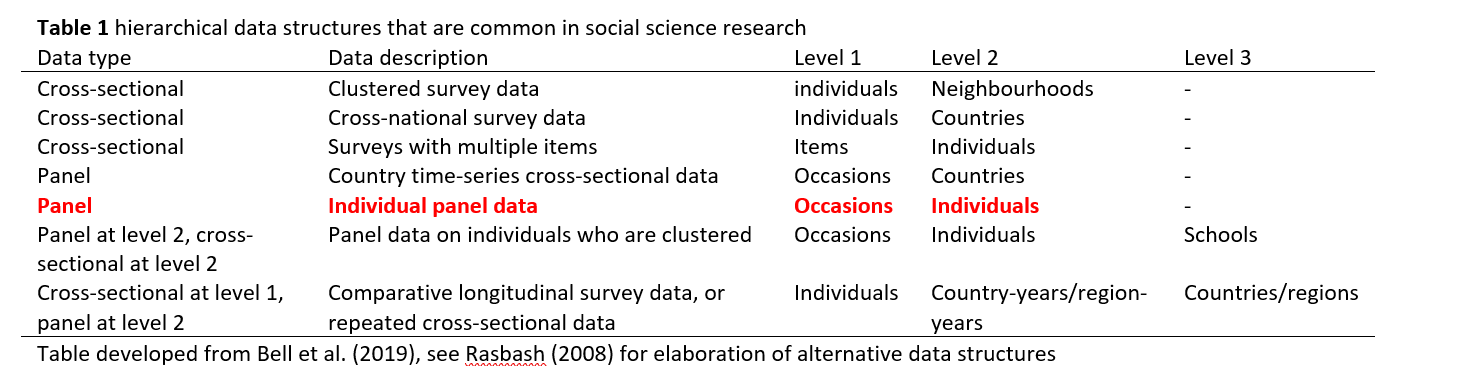 Table 1 hierarchical data structures that are common in social science research
Data type Data description Level 1 Level 2 Level 3
Cross-sectional Clustered survey data individuals Neighbourhoods -
Cross-sectional Cross-national survey data Individuals Countries -
Cross-sectional Surveys with multiple items Items Individuals -
Panel Country time-series cross-sectional data Occasions Countries -
Panel Individual panel data Occasions Individuals -
Panel at level 2, cross- Panel data on individuals who are clustered Occasions Individuals Schools
sectional at level 2
Cross-sectional at level 1, Comparative longitudinal survey data, or Individuals Country-years/region- Countries/regions
panel at level 2 repeated cross-sectional data years
Table developed from Bell et al. (2019), see Rasbash (2008) for elaboration of alternative data structures